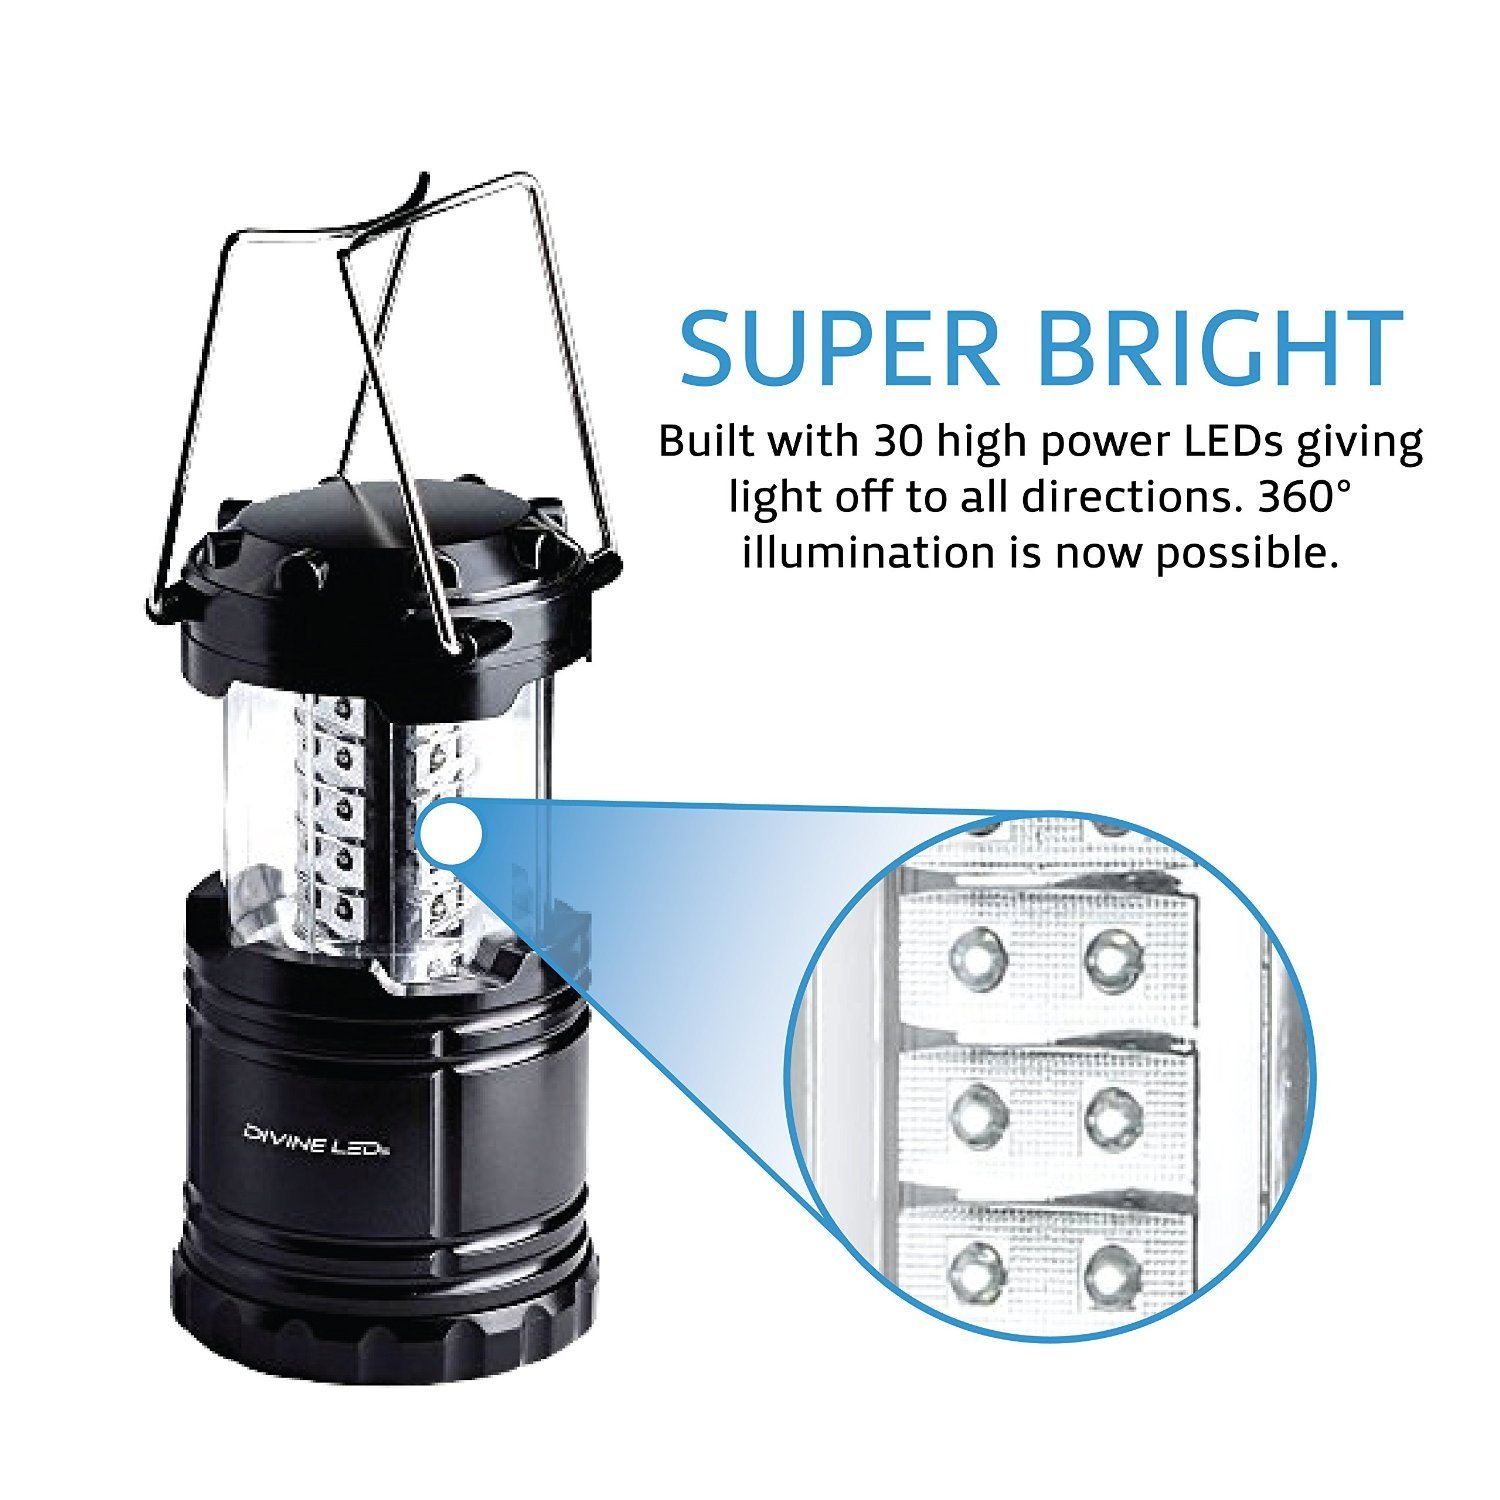 SUPER BRIGHT
Built with 30 high power LEDs giving
light off to all directions. 360°
illumination is now possible.
DIVINE LEDs